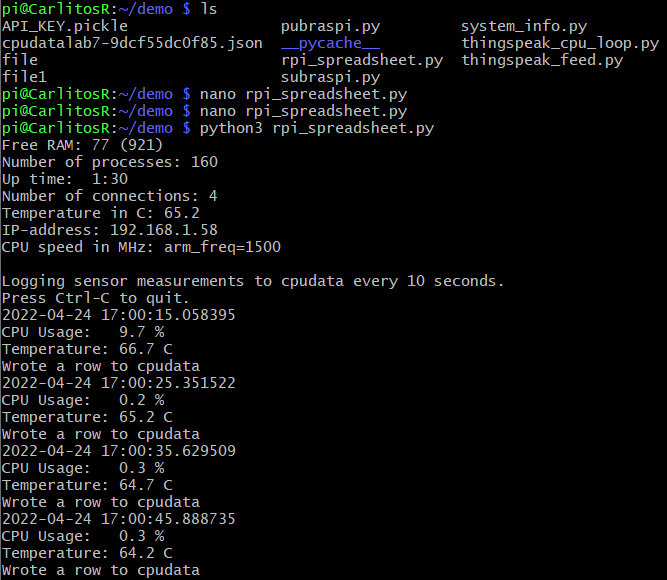 pi@CarlitosR:~/demo $ ls
API_KEY.pickle pubraspi.py system_info.py
cpudatalab7-9dcf55dc0f85.json __pycache__ thingspeak_cpu_loop.py
file rpi_spreadsheet.py thingspeak_feed.py
file1 subraspi.py
pi@CarlitosR:~/demo $ nano rpi_spreadsheet.py
pi@CarlitosR:~/demo $ nano rpi_spreadsheet.py
pi@CarlitosR:~/demo $ python3 rpi_spreadsheet.py
Free RAM: 77 (921)
Number of processes: 160
Up time:  1:30
Number of connections: 4
Temperature in C: 65.2
IP-address: 192.168.1.58
CPU speed in MHz: arm_freq=1500
Logging sensor measurements to cpudata every 10 seconds.
Press Ctrl-C to quit.
2022-04-24 17:00:15.058395
CPU Usage:   9.7 %
Temperature: 66.7 C
Wrote a row to cpudata
2022-04-24 17:00:25.351522
CPU Usage:   0.2 %
Temperature: 65.2 C
Wrote a row to cpudata
2022-04-24 17:00:35.629509
CPU Usage:   0.3 %
Temperature: 64.7 C
Wrote a row to cpudata
2022-04-24 17:00:45.888735
CPU Usage:   0.3 %
Temperature: 64.2 C
Wrote a row to cpudata